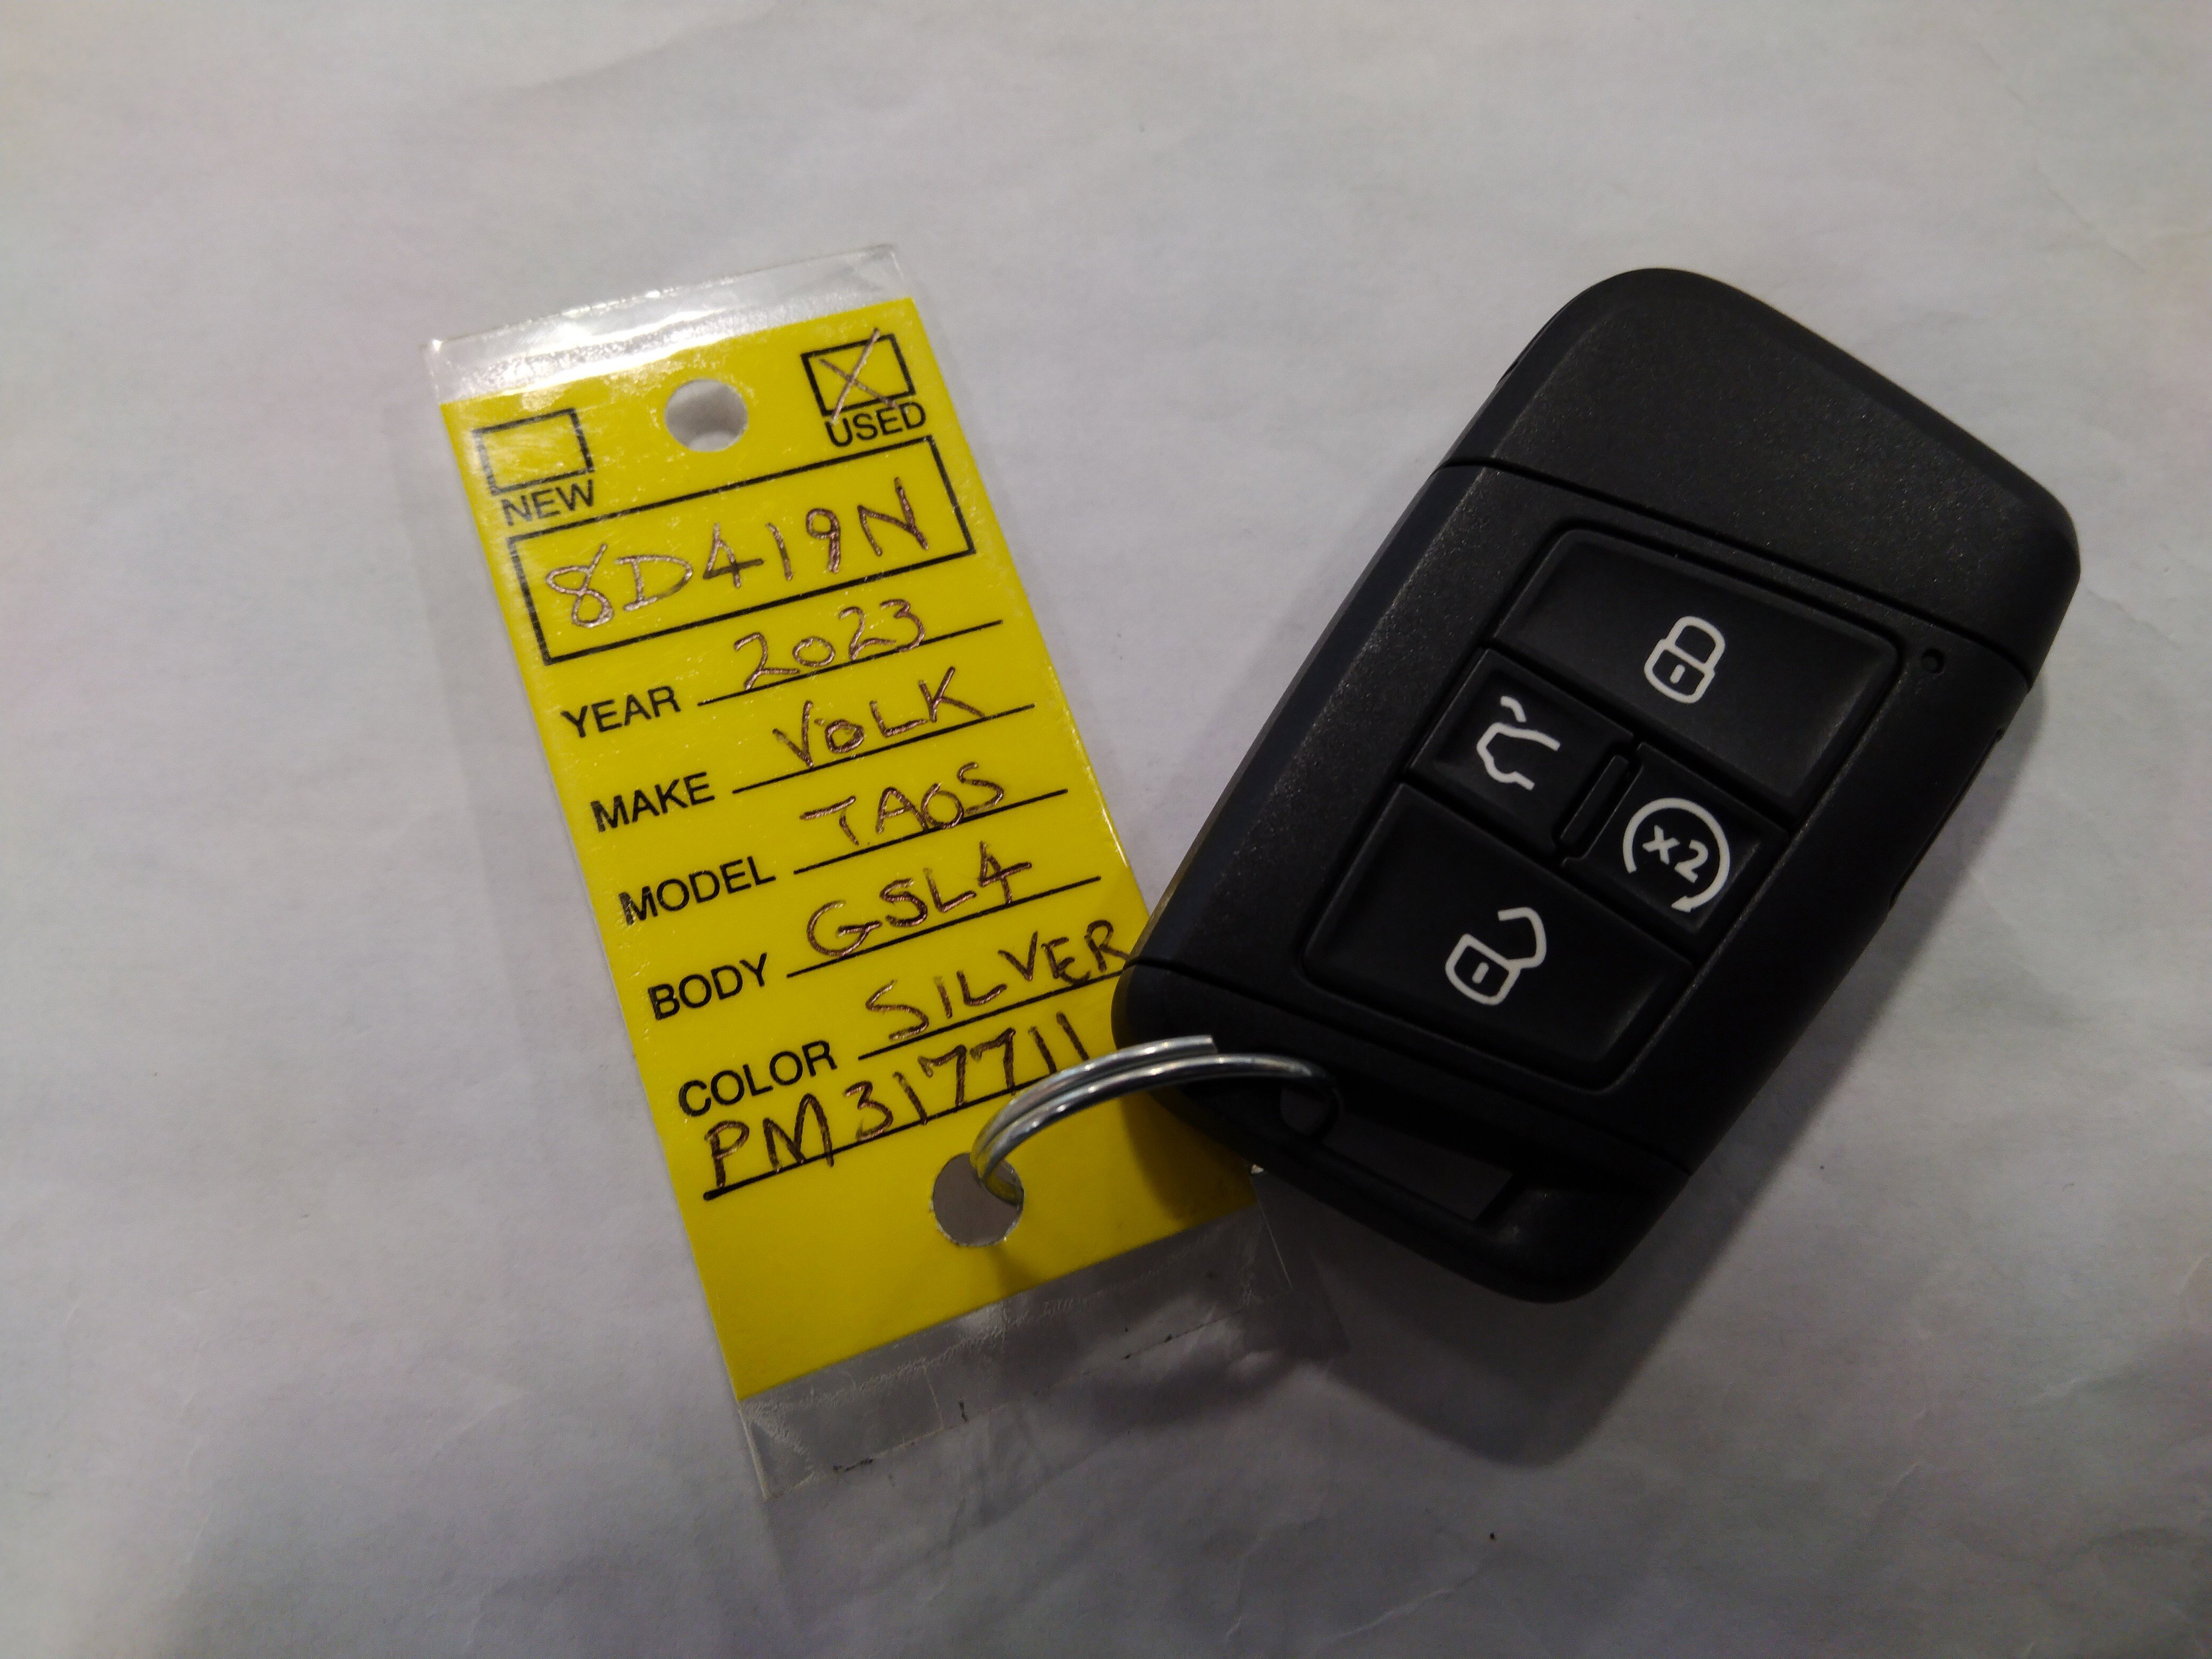 NEW USED
8D419N
YEAR 2023
MAKE VOLK
MODEL TAOS
BODY GSL4
COLOR SILVER
PM317711
x2